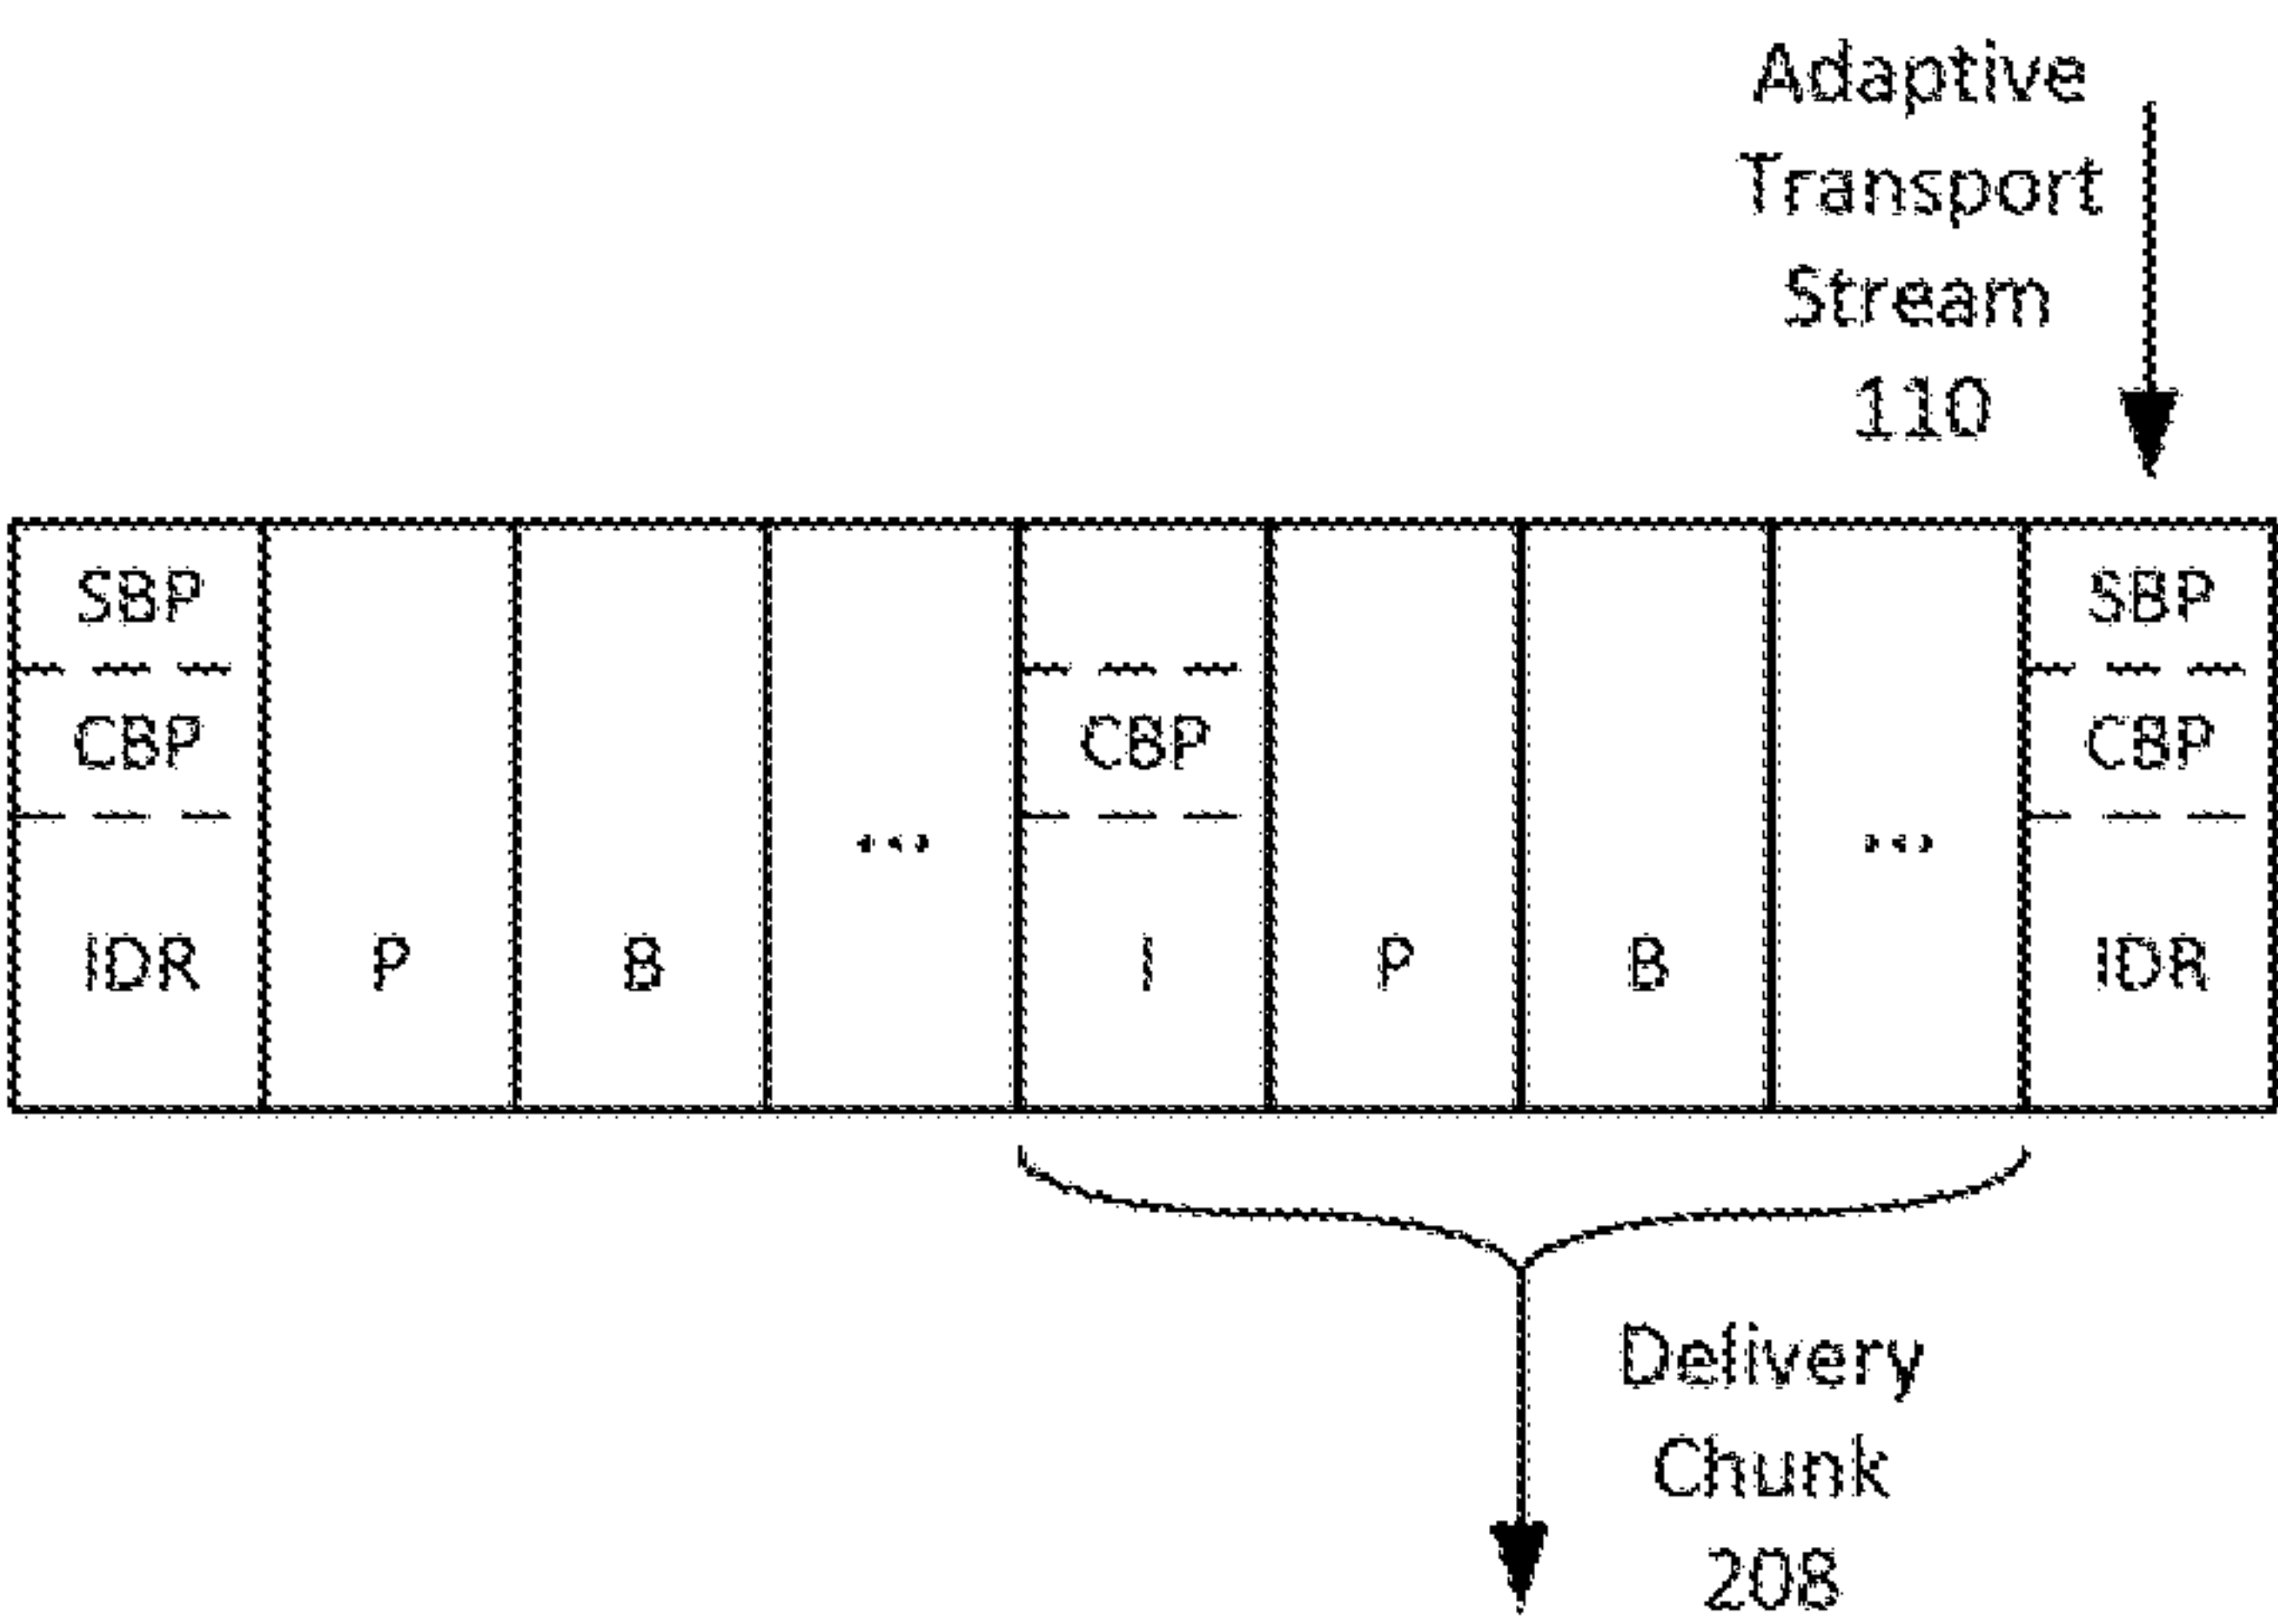 Adaptive
Transport
Stream
110
SBP SBP
CBP CBP CBP
... ...
IDR P B I P B IDR
Delivery
Chunk
208